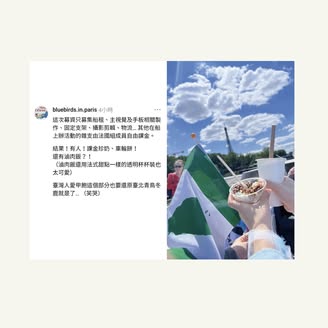 bluebirds.in.paris 4小時
這次募資只募集船租、主視覺及手板相關製
作、固定支架、攝影剪輯、物流... 其他在船
上辦活動的雜支由法國組成員自由課金。
結果！有人！課金珍奶、車輪餅！
還有滷肉飯？！
（滷肉飯還用法式甜點一樣的透明杯杯裝也
太可愛）
臺灣人愛甲飽這個部分也要還原臺北青鳥冬
鹿就是了.. （笑哭）